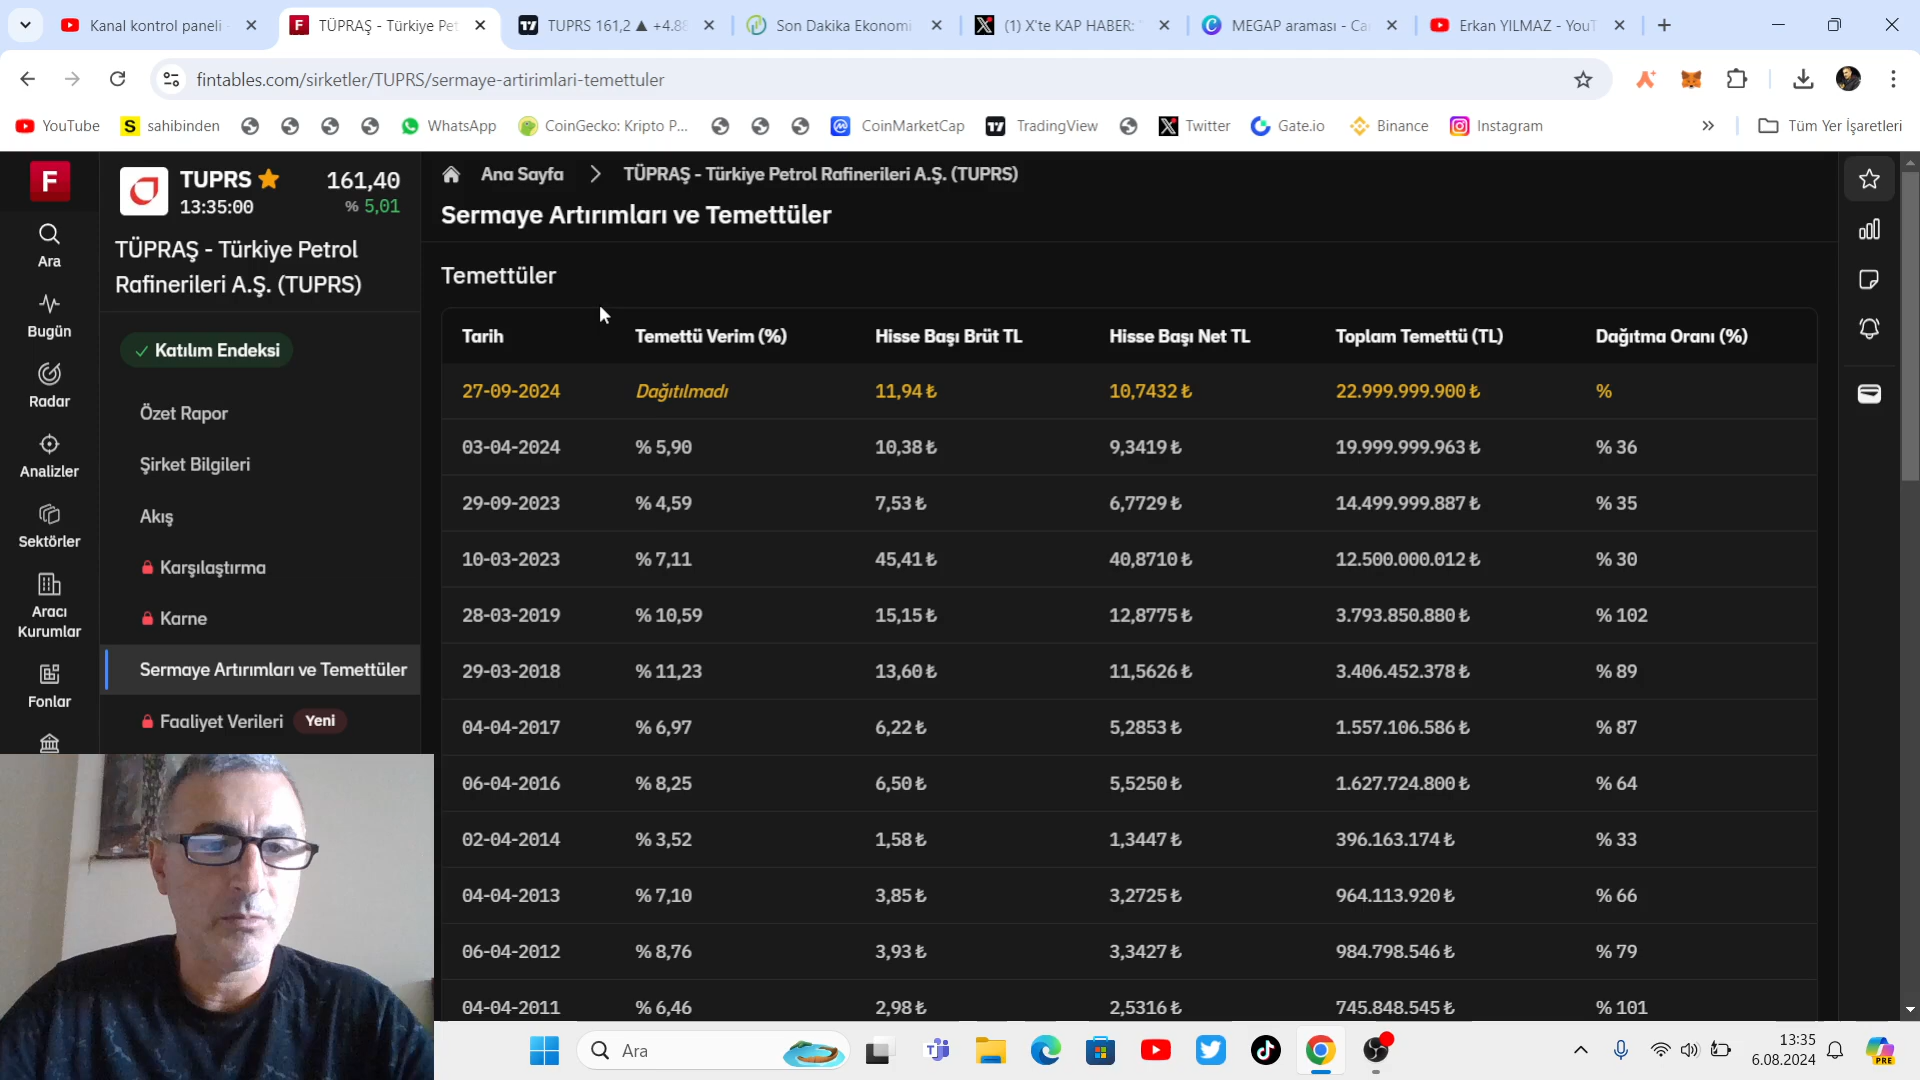 Kanal kontrol paneli
TÜPRAŞ - Türkiye Pet
TUPRS 161,2 ▲ +4.88
Son Dakika Ekonomi
(1) X'te KAP HABER:
MEGAP araması - Ca
Erkan YILMAZ - YouT
fintables.com/sirketler/TUPRS/sermaye-artirimlari-temettuler
YouTube
sahibinden
WhatsApp
CoinGecko: Kripto P...
CoinMarketCap
TradingView
Twitter
Gate.io
Binance
Instagram
Tüm Yer İşaretleri
F
Ara
Bugün
Radar
Analizler
Sektörler
Aracı
Kurumlar
Fonlar
TUPRS
161,40
13:35:00
% 5,01
TÜPRAŞ - Türkiye Petrol
Rafinerileri A.Ş. (TUPRS)
Katılım Endeksi
Özet Rapor
Şirket Bilgileri
Akış
Karşılaştırma
Karne
Sermaye Artırımları ve Temettüler
Faaliyet Verileri Yeni
Ana Sayfa > TÜPRAŞ - Türkiye Petrol Rafinerileri A.Ş. (TUPRS)
Sermaye Artırımları ve Temettüler
Temettüler
Tarih Temettü Verim (%) Hisse Başı Brüt TL Hisse Başı Net TL Toplam Temettü (TL) Dağıtma Oranı (%)
27-09-2024 Dağıtılmadı 11,94 ₺ 10,7432 ₺ 22.999.999.900 ₺ %
03-04-2024 % 5,90 10,38 ₺ 9,3419 ₺ 19.999.999.963 ₺ % 36
29-09-2023 % 4,59 7,53 ₺ 6,7729 ₺ 14.499.999.887 ₺ % 35
10-03-2023 % 7,11 45,41 ₺ 40,8710 ₺ 12.500.000.012 ₺ % 30
28-03-2019 % 10,59 15,15 ₺ 12,8775 ₺ 3.793.850.880 ₺ % 102
29-03-2018 % 11,23 13,60 ₺ 11,5626 ₺ 3.406.452.378 ₺ % 89
04-04-2017 % 6,97 6,22 ₺ 5,2853 ₺ 1.557.106.586 ₺ % 87
06-04-2016 % 8,25 6,50 ₺ 5,5250 ₺ 1.627.724.800 ₺ % 64
02-04-2014 % 3,52 1,58 ₺ 1,3447 ₺ 396.163.174 ₺ % 33
04-04-2013 % 7,10 3,85 ₺ 3,2725 ₺ 964.113.920 ₺ % 66
06-04-2012 % 8,76 3,93 ₺ 3,3427 ₺ 984.798.546 ₺ % 79
04-04-2011 % 6,46 2,98 ₺ 2,5316 ₺ 745.848.545 ₺ % 101
Ara
13:35
6.08.2024
PRE